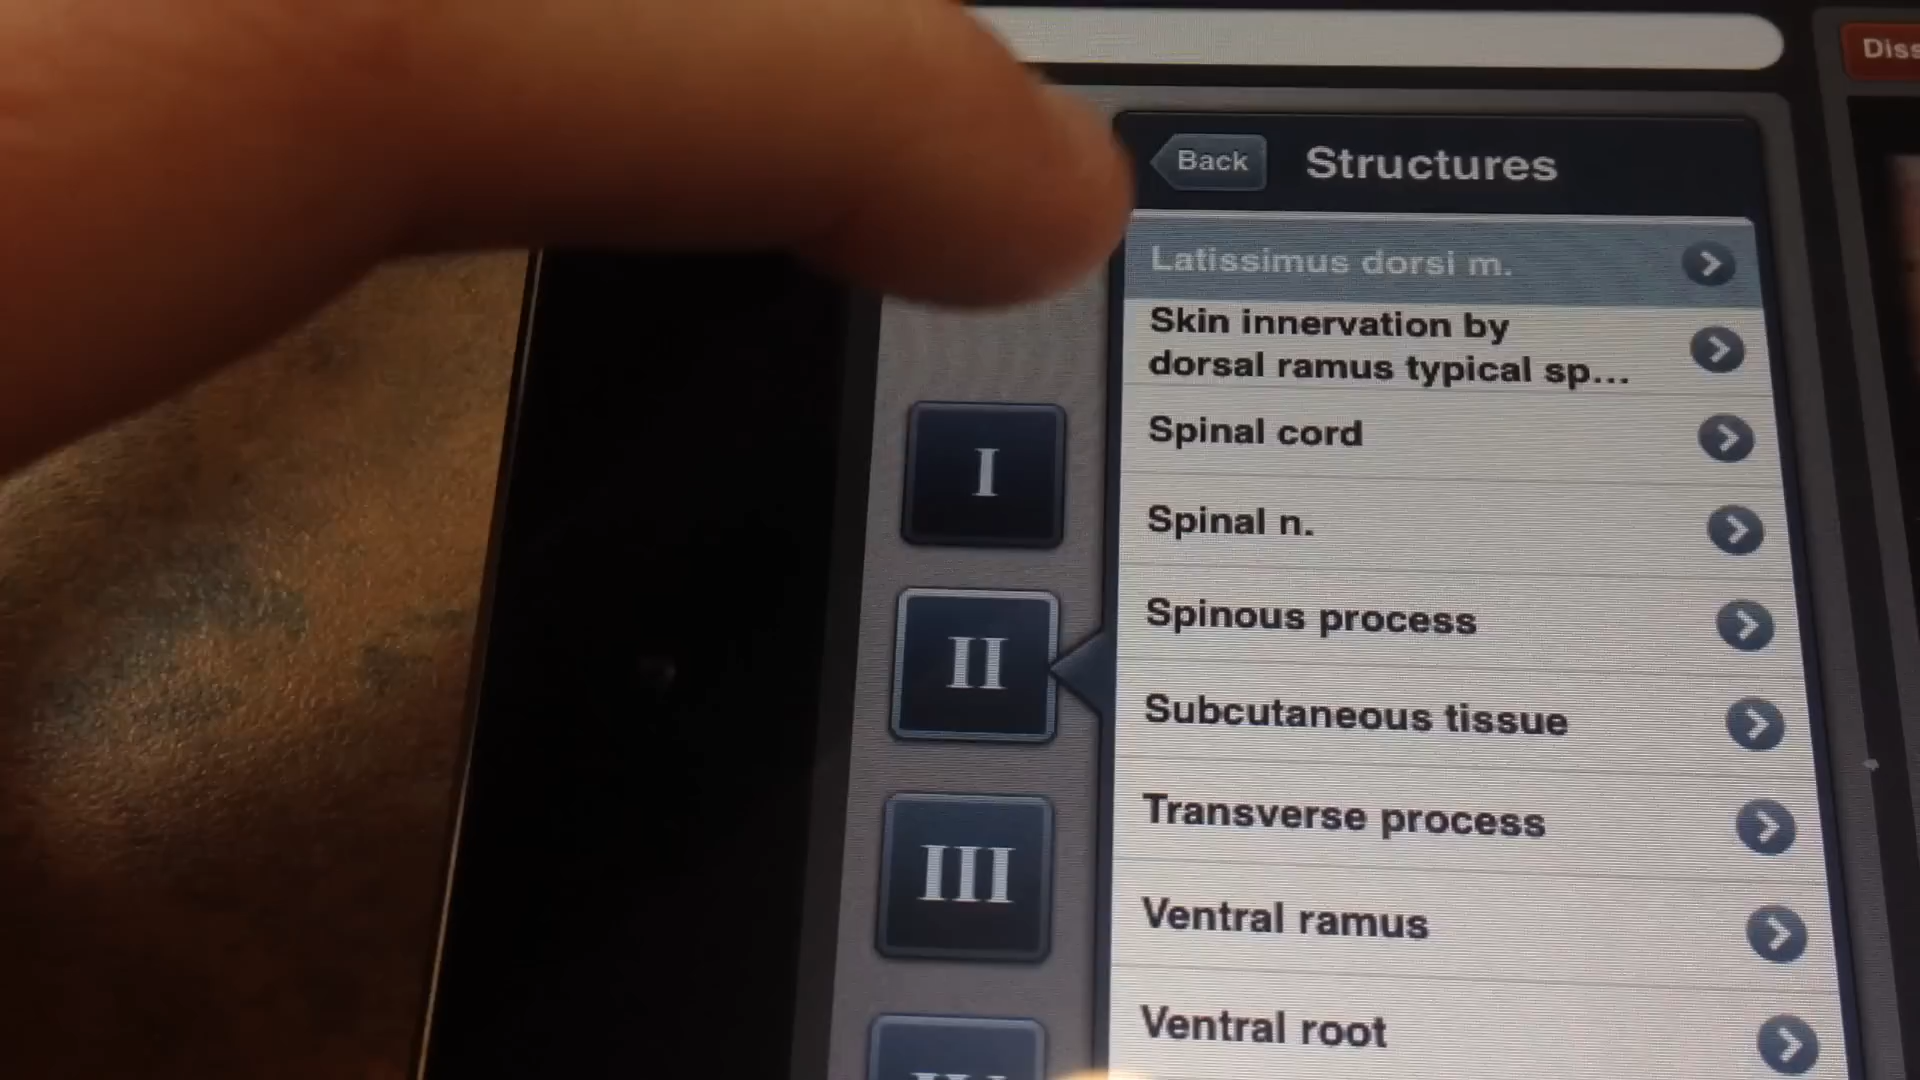 Back
Structures
Latissimus dorsi m.
Skin innervation by
dorsal ramus typical sp...
Spinal cord
Spinal n.
Spinous process
Subcutaneous tissue
Transverse process
Ventral ramus
Ventral root
I
II
III